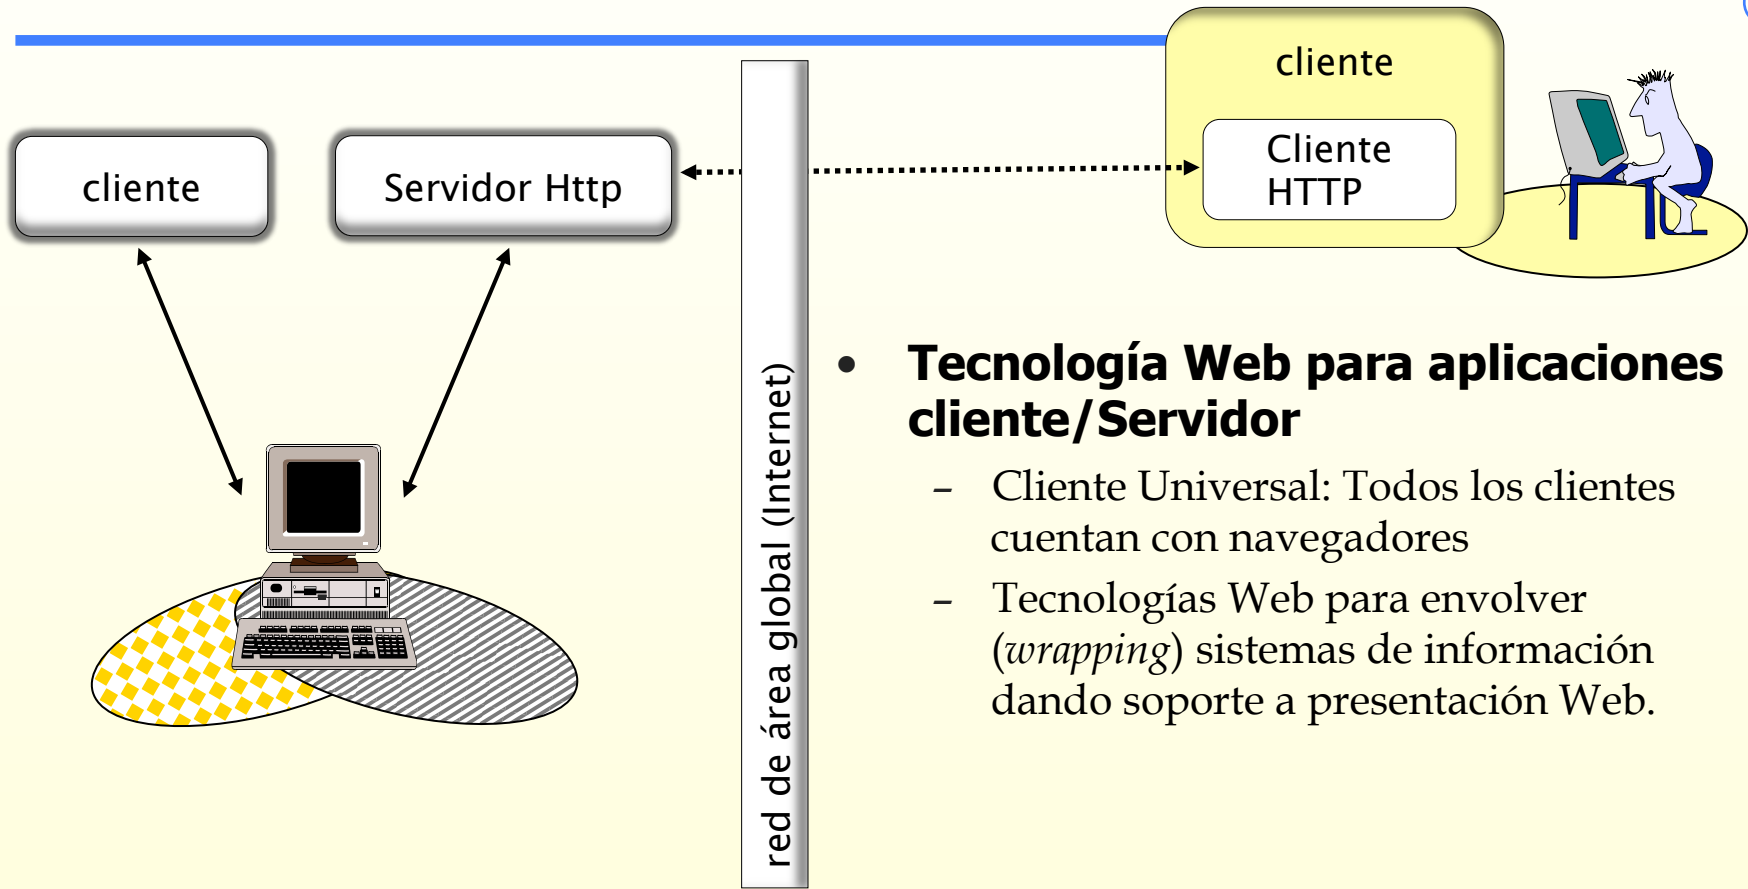 cliente
Servidor Http
cliente
Cliente
HTTP
red de área global (Internet)
• Tecnología Web para aplicaciones
cliente/Servidor
– Cliente Universal: Todos los clientes
cuentan con navegadores
– Tecnologías Web para envolver
(wrapping) sistemas de información
dando soporte a presentación Web.